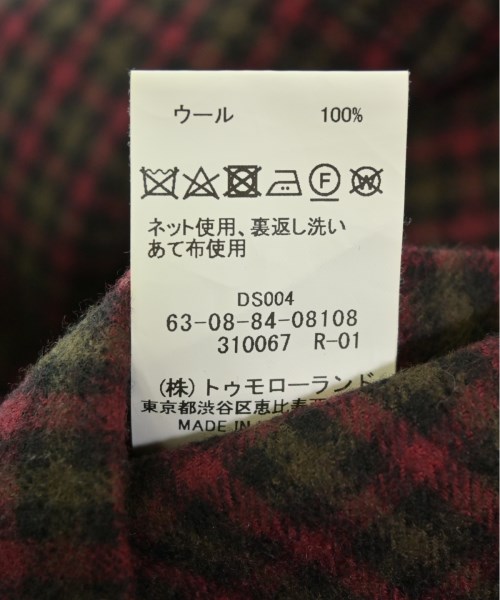 ウール 100%
F W
ネット使用、裏返し洗い
あて布使用
DS004
63-08-84-08108
310067 R-01
(株)トゥモローランド
東京都渋谷区恵比寿西
MADE IN